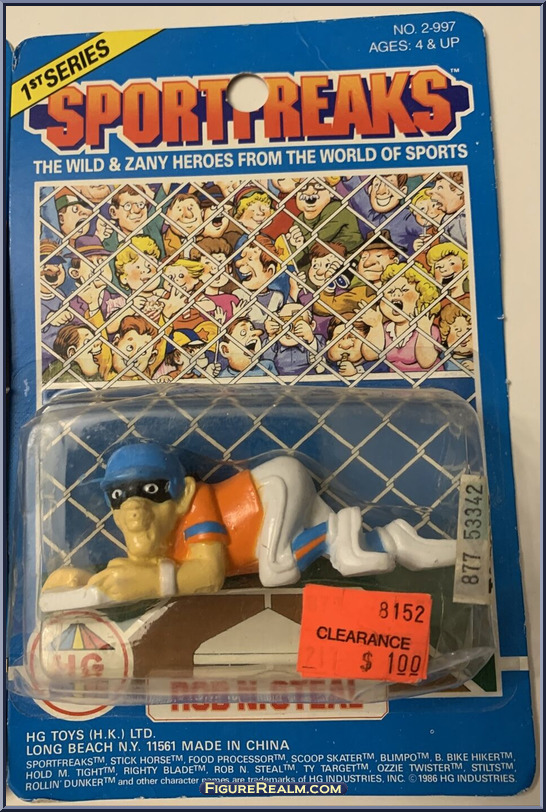 NO. 2-997
AGES: 4 & UP
1ST SERIES
SPORTFREAKS™
THE WILD & ZANY HEROES FROM THE WORLD OF SPORTS
877 53342
8152
CLEARANCE
$ 1.00
HG
ROB N. STEAL
HG TOYS (H.K.) LTD.
LONG BEACH N.Y. 11561 MADE IN CHINA
SPORTFREAKS™, STICK HORSE™, FOOD PROCESSOR™, SCOOP SKATER™, BLIMPO™, B. BIKE HIKER™,
HOLD M. TIGHT™, RIGHTY BLADE™, ROB N. STEAL™, TY TARGET™, OZZIE TWISTER™, STILTS™,
ROLLIN' DUNKER™ and other character names are trademarks of HG INDUSTRIES, INC. ©1986 HG INDUSTRIES.
FIGUREREALM.COM